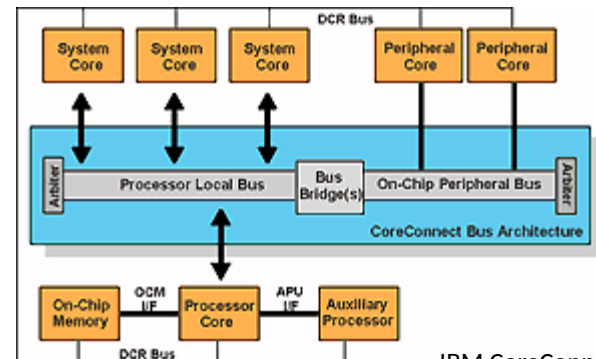 DCR Bus
System Core
System Core
System Core
Peripheral Core
Peripheral Core
Arbiter
Processor Local Bus
Bus Bridge(s)
On-Chip Peripheral Bus
Arbiter
CoreConnect Bus Architecture
On-Chip Memory
OCM I/F
Processor Core
APU I/F
Auxiliary Processor
DCR Bus